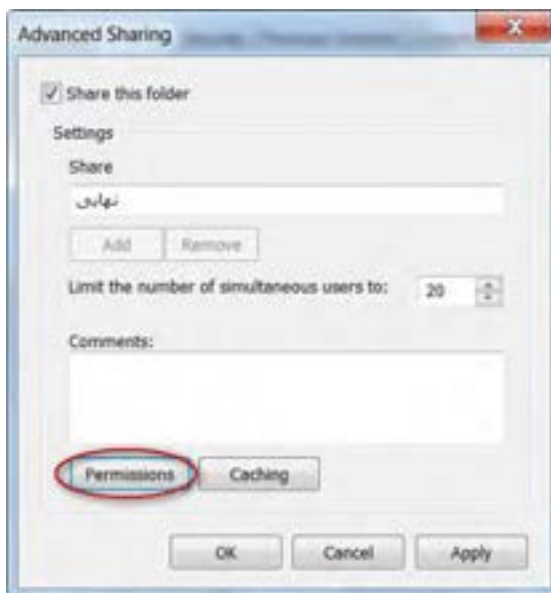 Advanced Sharing
Share this folder
Settings
Share
نهایی
Add Remove
Limit the number of simultaneous users to: 20
Comments:
Permissions Caching
OK Cancel Apply